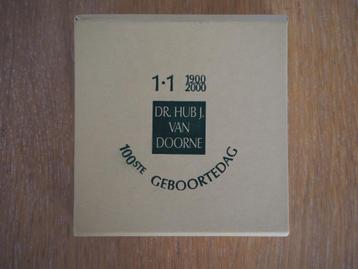 1·1 1900
2000
DR. HUB J.
VAN
DOORNE
100STE GEBOORTEDAG